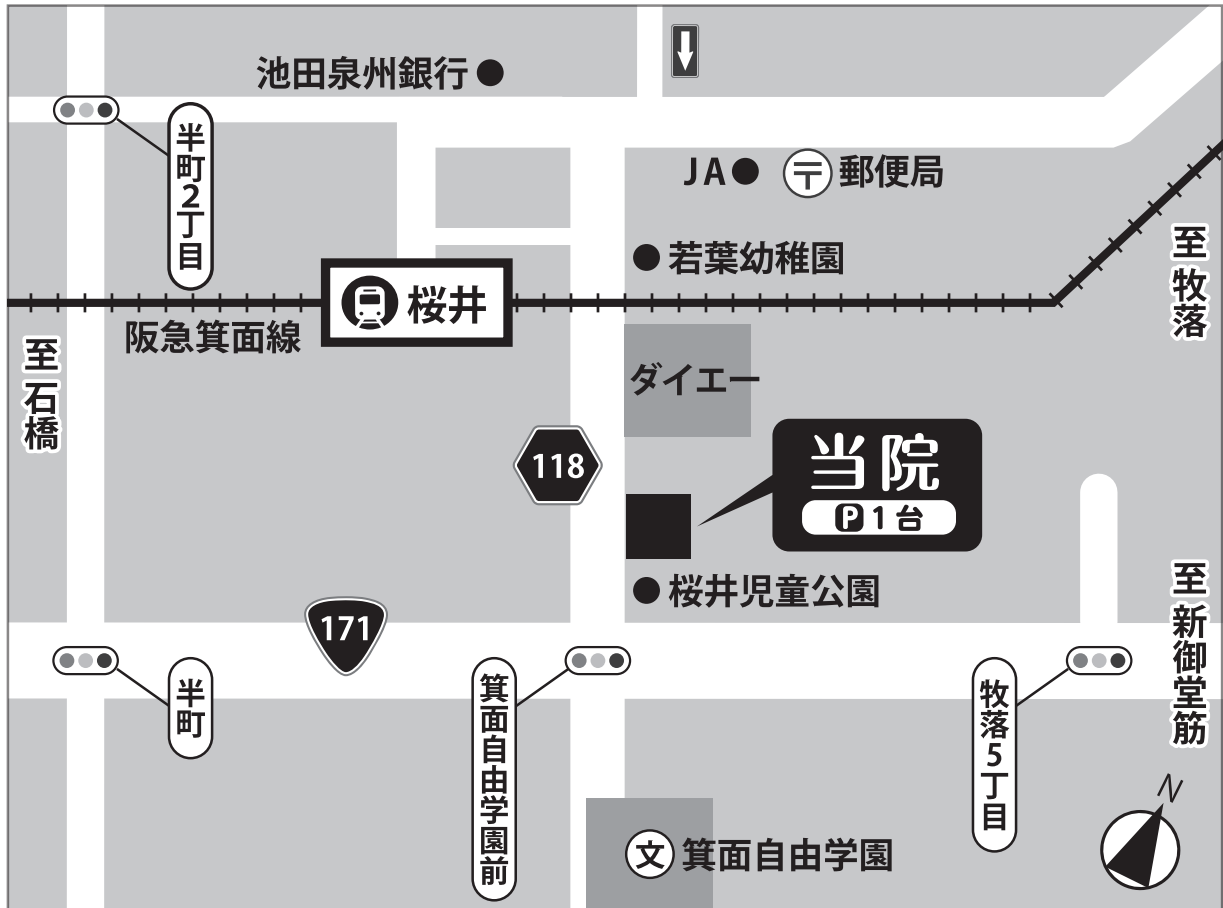 池田泉州銀行
半町2丁目
JA
〒郵便局
若葉幼稚園
至牧落
桜井
阪急箕面線
至石橋
ダイエー
118
当院
P1台
桜井児童公園
171
至新御堂筋
半町
箕面自由学園前
牧落5丁目
N
文 箕面自由学園